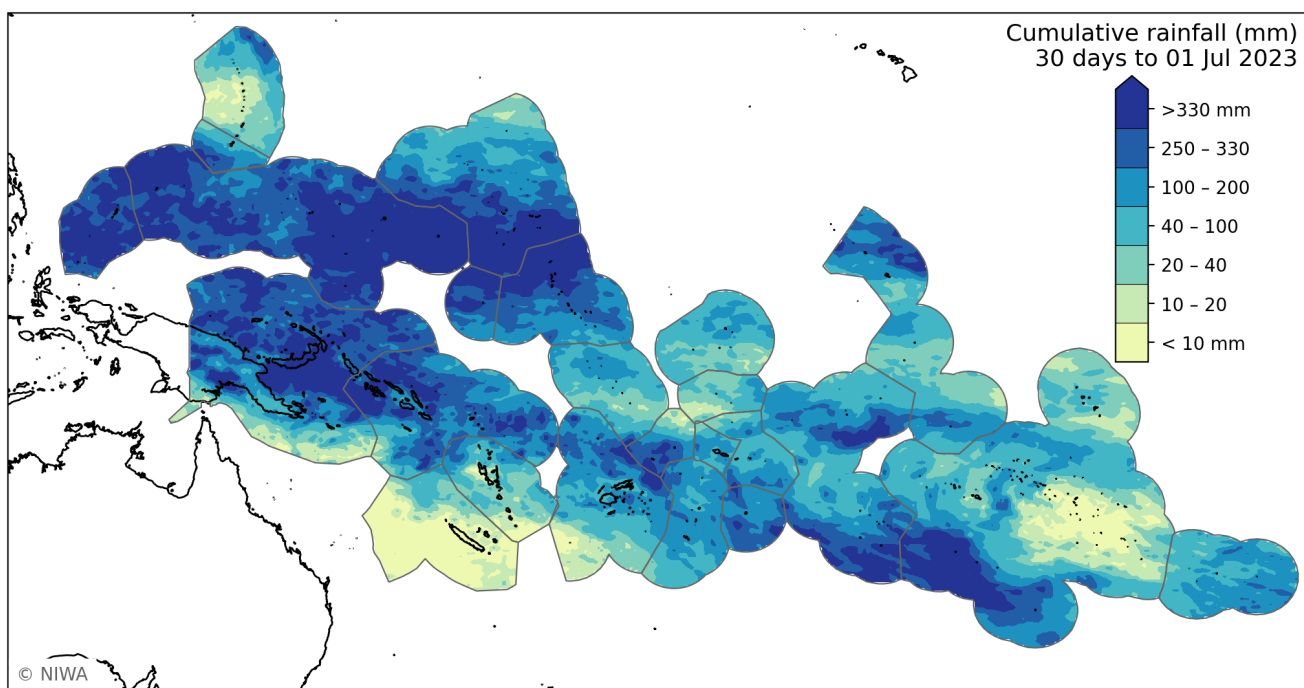 Cumulative rainfall (mm)
30 days to 01 Jul 2023
>330 mm
250 – 330
100 – 200
40 – 100
20 – 40
10 – 20
< 10 mm
© NIWA